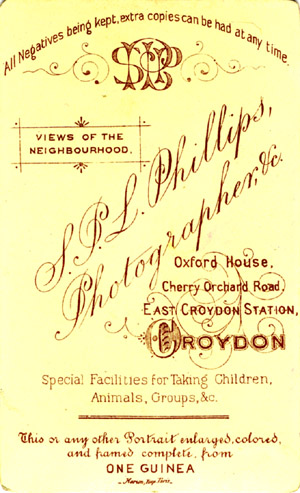 All Negatives being kept, extra copies can be had at any time.
VIEWS OF THE
NEIGHBOURHOOD.
S. P. L. Phillips,
Photographer, &c.
Oxford House,
Cherry Orchard Road,
EAST CROYDON STATION,
CROYDON
Special Facilities for Taking Children,
Animals, Groups, &c.
This or any other Portrait enlarged, colored,
and framed complete, from
ONE GUINEA